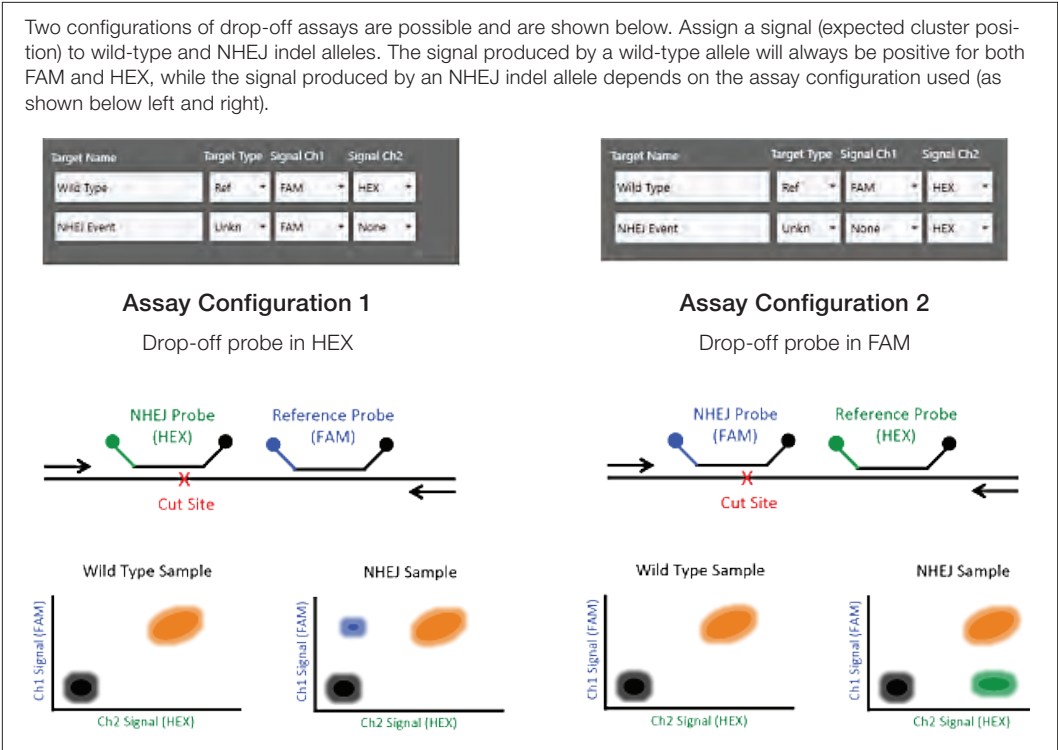 Two configurations of drop-off assays are possible and are shown below. Assign a signal (expected cluster posi-
tion) to wild-type and NHEJ indel alleles. The signal produced by a wild-type allele will always be positive for both
FAM and HEX, while the signal produced by an NHEJ indel allele depends on the assay configuration used (as
shown below left and right).
Target Name Target Type Signal Ch1 Signal Ch2
Wild Type Ref FAM HEX
NHEJ Event Unkn FAM None
Assay Configuration 1
Drop-off probe in HEX
NHEJ Probe
(HEX)
Reference Probe
(FAM)
Cut Site
Wild Type Sample
Ch1 Signal (FAM)
Ch2 Signal (HEX)
NHEJ Sample
Ch1 Signal (FAM)
Ch2 Signal (HEX)
Target Name Target Type Signal Ch1 Signal Ch2
Wild Type Ref FAM HEX
NHEJ Event Unkn None HEX
Assay Configuration 2
Drop-off probe in FAM
NHEJ Probe
(FAM)
Reference Probe
(HEX)
Cut Site
Wild Type Sample
Ch1 Signal (FAM)
Ch2 Signal (HEX)
NHEJ Sample
Ch1 Signal (FAM)
Ch2 Signal (HEX)